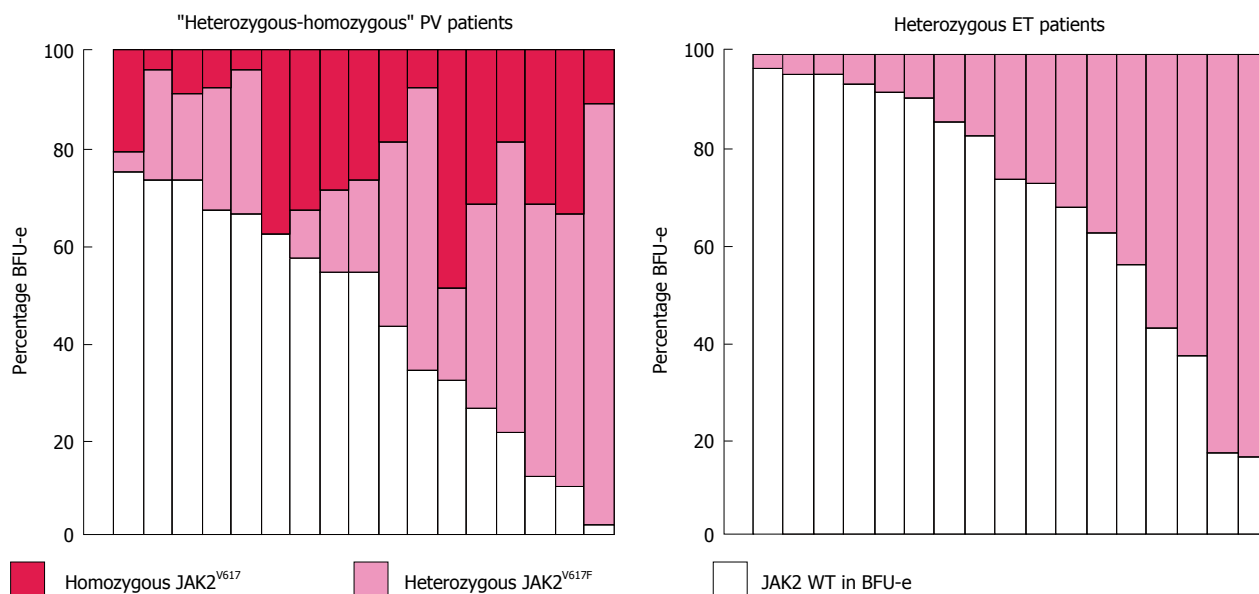 "Heterozygous-homozygous" PV patients
Percentage BFU-e
100
80
60
40
20
0
Heterozygous ET patients
Percentage BFU-e
100
80
60
40
20
0
Homozygous JAK2V617
Heterozygous JAK2V617F
JAK2 WT in BFU-e